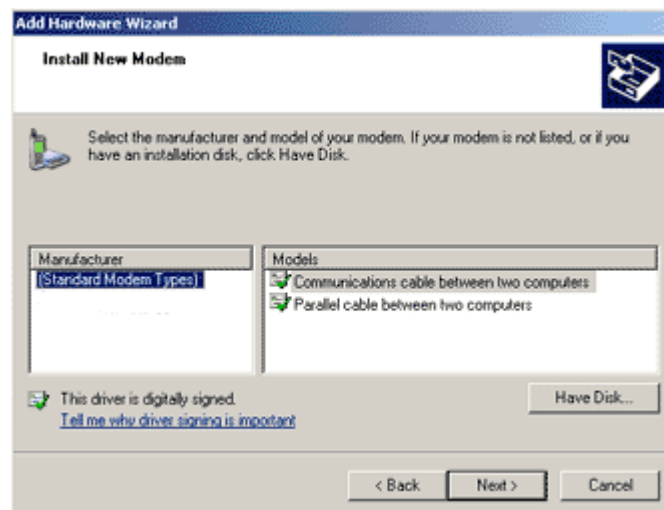 Add Hardware Wizard
Install New Modem
Select the manufacturer and model of your modem. If your modem is not listed, or if you
have an installation disk, click Have Disk.
Manufacturer
(Standard Modem Types)
Models
Communications cable between two computers
Parallel cable between two computers
This driver is digitally signed.
Tell me why driver signing is important
Have Disk...
< Back
Next >
Cancel